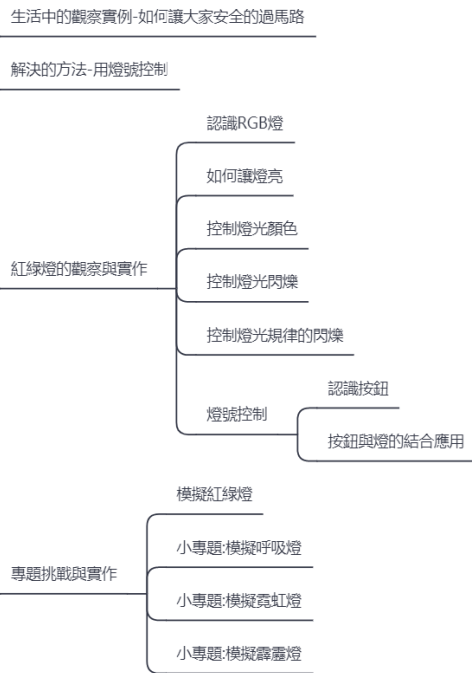 生活中的觀察實例-如何讓大家安全的過馬路
解決的方法-用燈號控制
紅綠燈的觀察與實作
認識RGB燈
如何讓燈亮
控制燈光顏色
控制燈光閃爍
控制燈光規律的閃爍
燈號控制
認識按鈕
按鈕與燈的結合應用
專題挑戰與實作
模擬紅綠燈
小專題:模擬呼吸燈
小專題:模擬霓虹燈
小專題:模擬霹靂燈